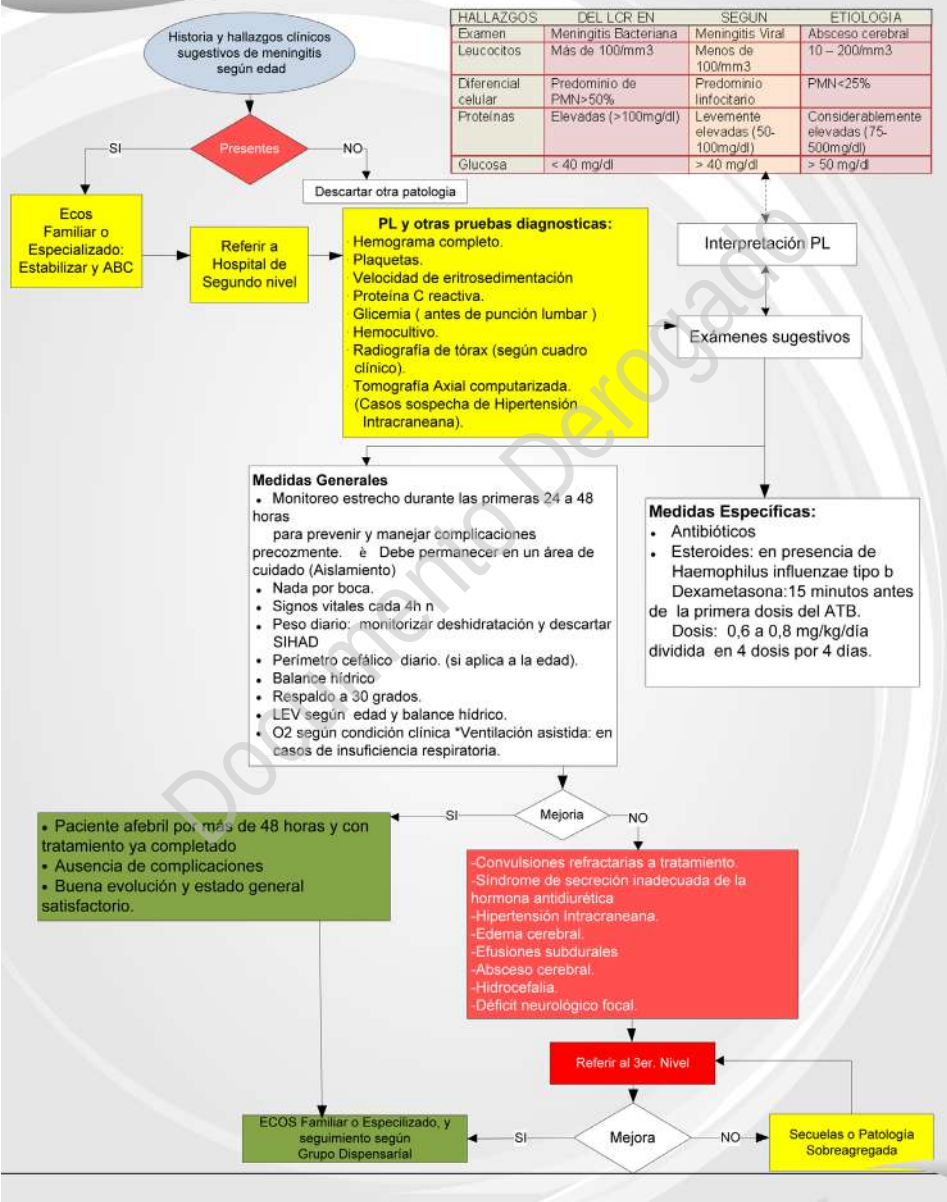 Historia y hallazgos clínicos
sugestivos de meningitis
según edad
HALLAZGOS DEL LCR EN SEGUN ETIOLOGIA
Examen Meningitis Bacteriana Meningitis Viral Absceso cerebral
Leucocitos Más de 100/mm3 Menos de 10 – 200/mm3
100/mm3
Diferencial Predominio de Predominio PMN<25%
celular PMN>50% linfocitario
Proteínas Elevadas (>100mg/dl) Levemente Considerablemente
elevadas (50- elevadas (75-
100mg/dl) 500mg/dl)
Glucosa < 40 mg/dl > 40 mg/dl > 50 mg/dl
Presentes
SI
NO
Descartar otra patologia
Ecos
Familiar o
Especializado:
Estabilizar y ABC
Referir a
Hospital de
Segundo nivel
PL y otras pruebas diagnosticas:
· Hemograma completo.
· Plaquetas.
· Velocidad de eritrosedimentación
· Proteína C reactiva.
· Glicemia ( antes de punción lumbar )
· Hemocultivo.
· Radiografía de tórax (según cuadro
clínico).
· Tomografía Axial computarizada.
(Casos sospecha de Hipertensión
Intracraneana).
Interpretación PL
Exámenes sugestivos
Medidas Generales
• Monitoreo estrecho durante las primeras 24 a 48
horas
para prevenir y manejar complicaciones
precozmente. è Debe permanecer en un área de
cuidado (Aislamiento)
• Nada por boca.
• Signos vitales cada 4h n
• Peso diario: monitorizar deshidratación y descartar
SIHAD
• Perímetro cefálico diario. (si aplica a la edad).
• Balance hídrico
• Respaldo a 30 grados.
• LEV según edad y balance hídrico.
• O2 según condición clínica *Ventilación asistida: en
casos de insuficiencia respiratoria.
Medidas Específicas:
• Antibióticos
• Esteroides: en presencia de
Haemophilus influenzae tipo b
Dexametasona:15 minutos antes
de la primera dosis del ATB.
Dosis: 0,6 a 0,8 mg/kg/día
dividida en 4 dosis por 4 días.
Mejoria
SI
NO
• Paciente afebril por más de 48 horas y con
tratamiento ya completado
• Ausencia de complicaciones
• Buena evolución y estado general
satisfactorio.
-Convulsiones refractarias a tratamiento.
-Síndrome de secreción inadecuada de la
hormona antidiurética
-Hipertensión Intracraneana.
-Edema cerebral.
-Efusiones subdurales
-Absceso cerebral.
-Hidrocefalia.
-Déficit neurológico focal.
Referir al 3er. Nivel
ECOS Familiar o Especilizado, y
seguimiento según
Grupo Dispensarial
SI
Mejora
NO
Secuelas o Patología
Sobreagregada
Documento Derogado